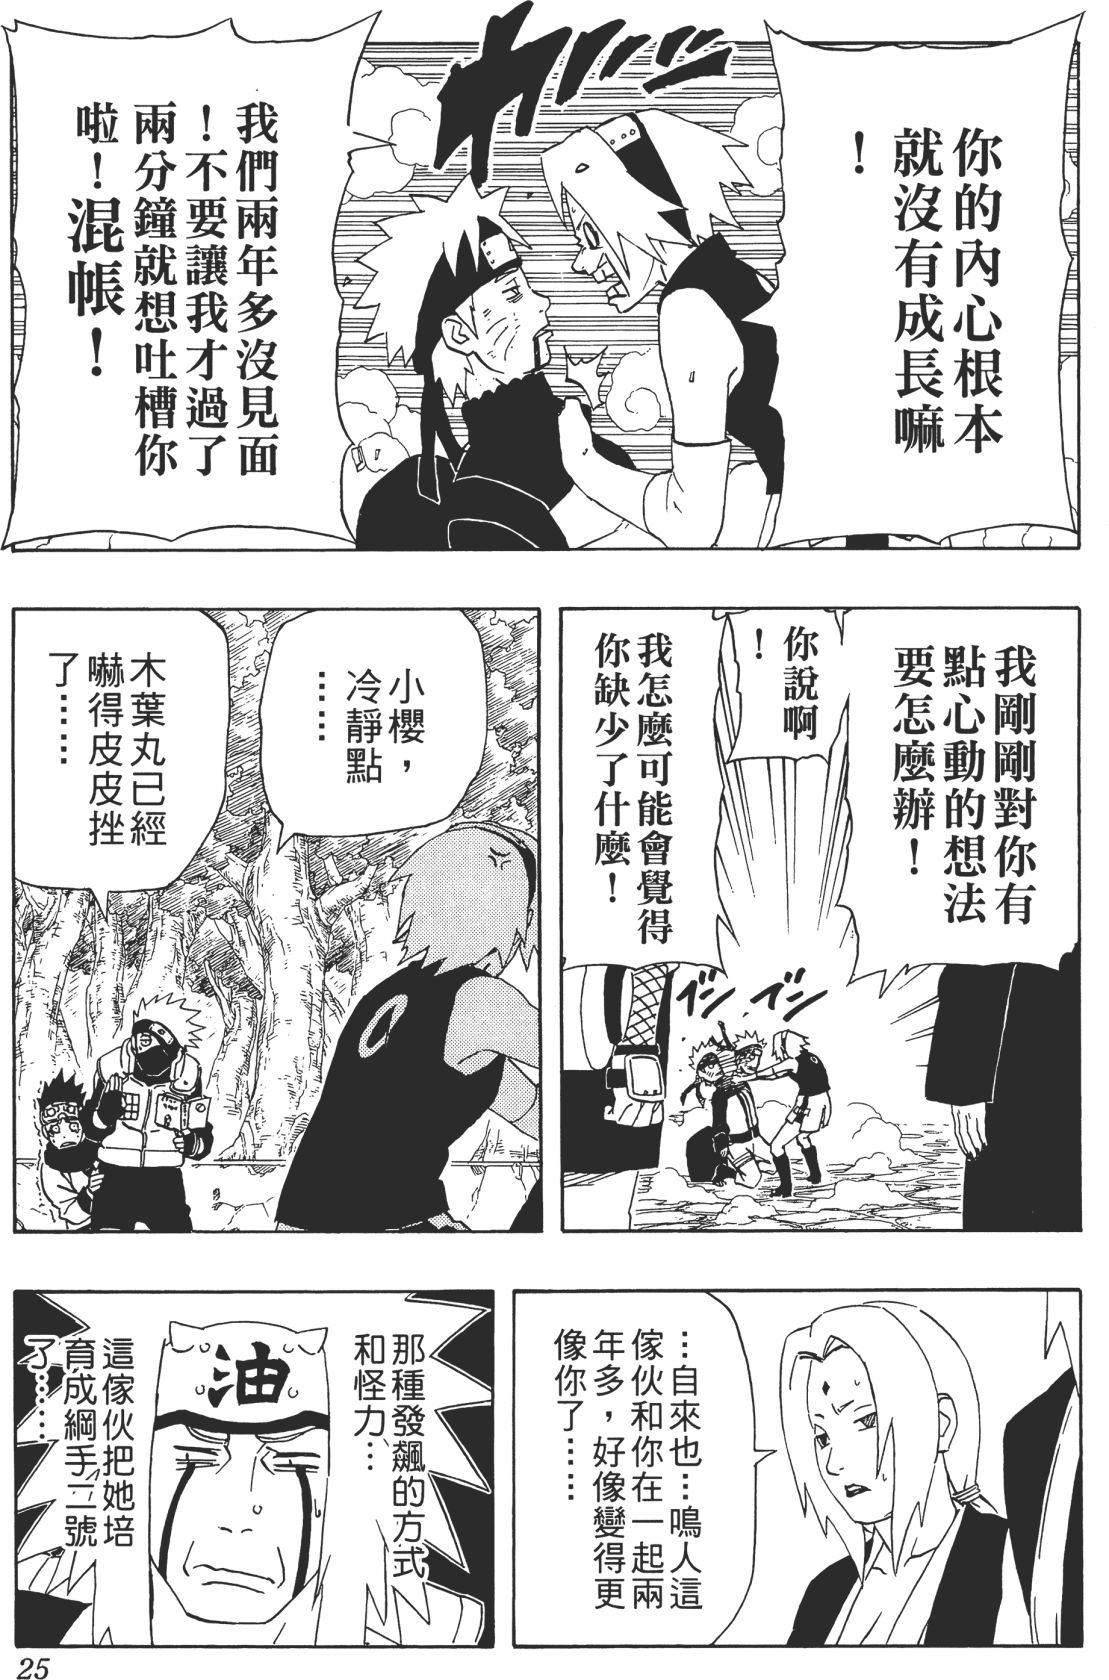 你的內心根本
就沒有成長嘛
！
我們兩年多沒見面
！不要讓我才過了
兩分鐘就想吐槽你
啦！混帳！
我剛剛對你有
點心動的想法
要怎麼辦！
你說啊
！
我怎麼可能會覺得
你缺少了什麼！
ブン
ブン
小櫻，
冷靜點
……
木葉丸已經
嚇得皮皮挫
了……
…自來也…鳴人這
傢伙和你在一起兩
年多，好像變得更
像你了……
那種發飆的方式
和怪力…
油
這傢伙把她培
育成綱手二號
了……
25